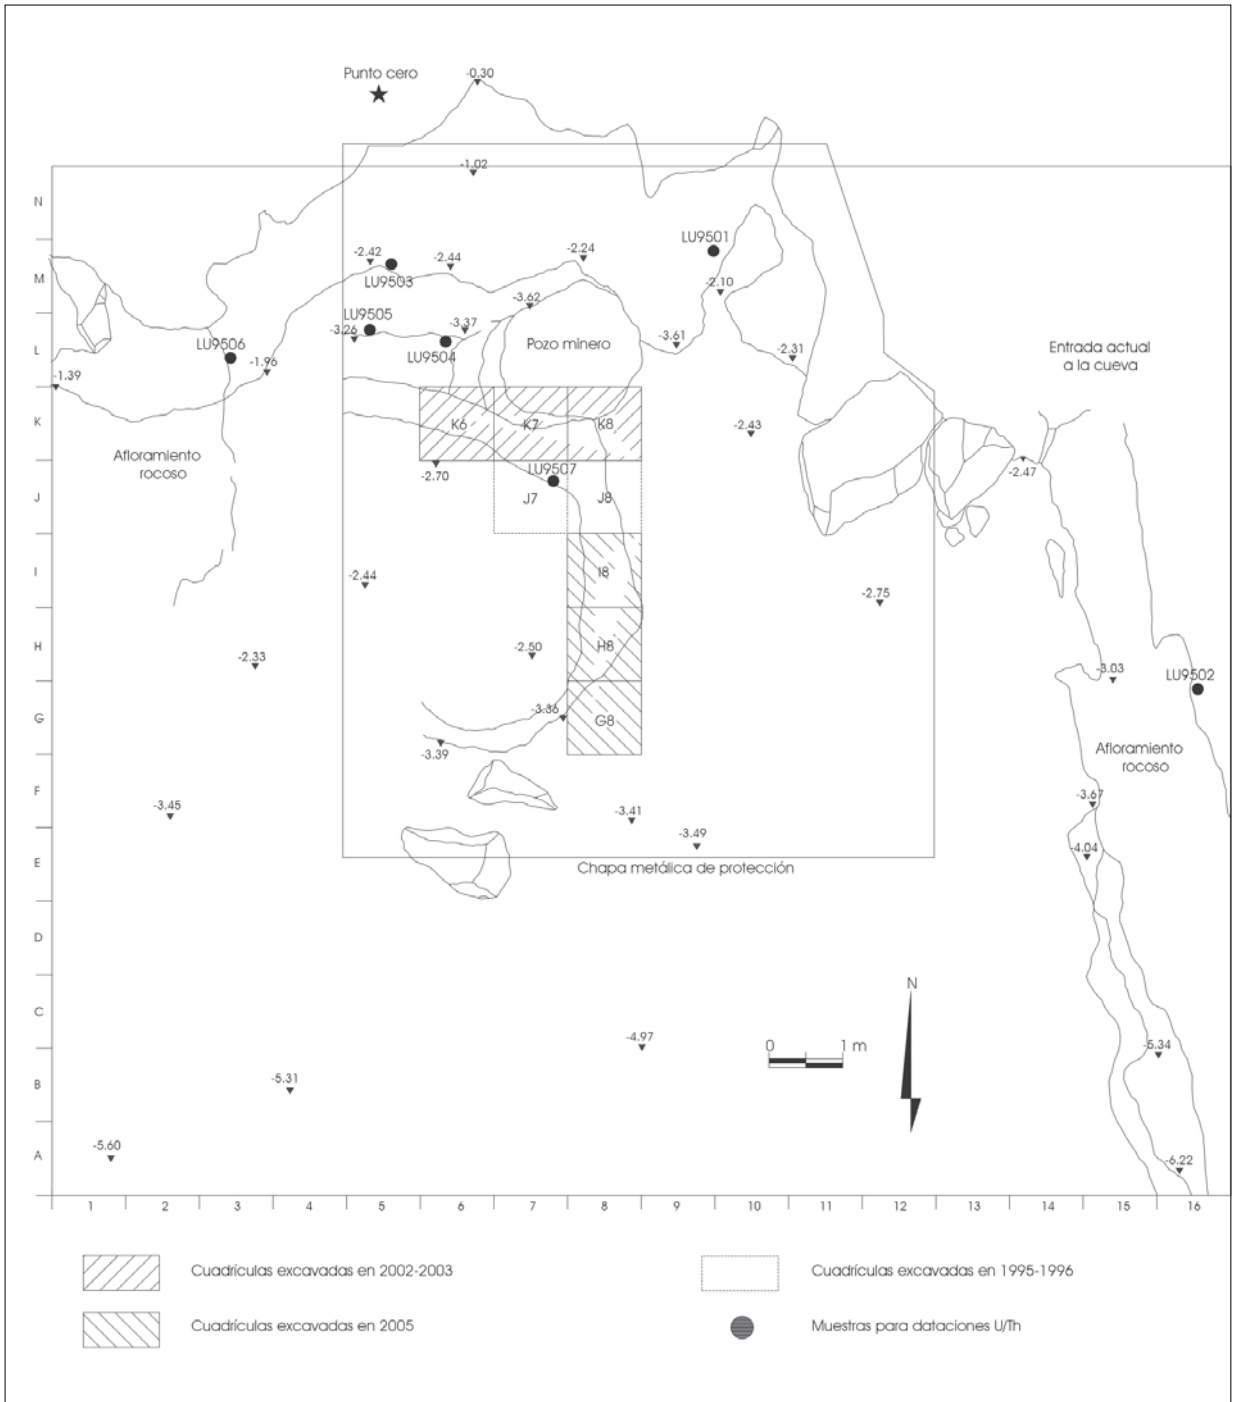 Punto cero
-0.30
-1.02
N
LU9501
-2.42
-2.44
-2.24
M
LU9503
-2.10
-3.62
LU9505
-3.26
-3.37
LU9506
LU9504
Pozo minero
-3.61
Entrada actual
a la cueva
L
-1.96
-2.31
-1.39
K
K6
K7
K8
-2.43
Afloramiento
rocoso
-2.70
LU9507
-2.47
J
J7
J8
I
-2.44
I8
-2.75
H
-2.33
-2.50
H8
-3.03
LU9502
G
-3.36
G8
-3.39
Afloramiento
rocoso
F
-3.45
-3.41
-3.67
-3.49
-4.04
E
Chapa metálica de protección
D
N
C
-4.97
0 1 m
-5.34
B
-5.31
A
-5.60
-6.22
1 2 3 4 5 6 7 8 9 10 11 12 13 14 15 16
Cuadrículas excavadas en 2002-2003
Cuadrículas excavadas en 1995-1996
Cuadrículas excavadas en 2005
Muestras para dataciones U/Th